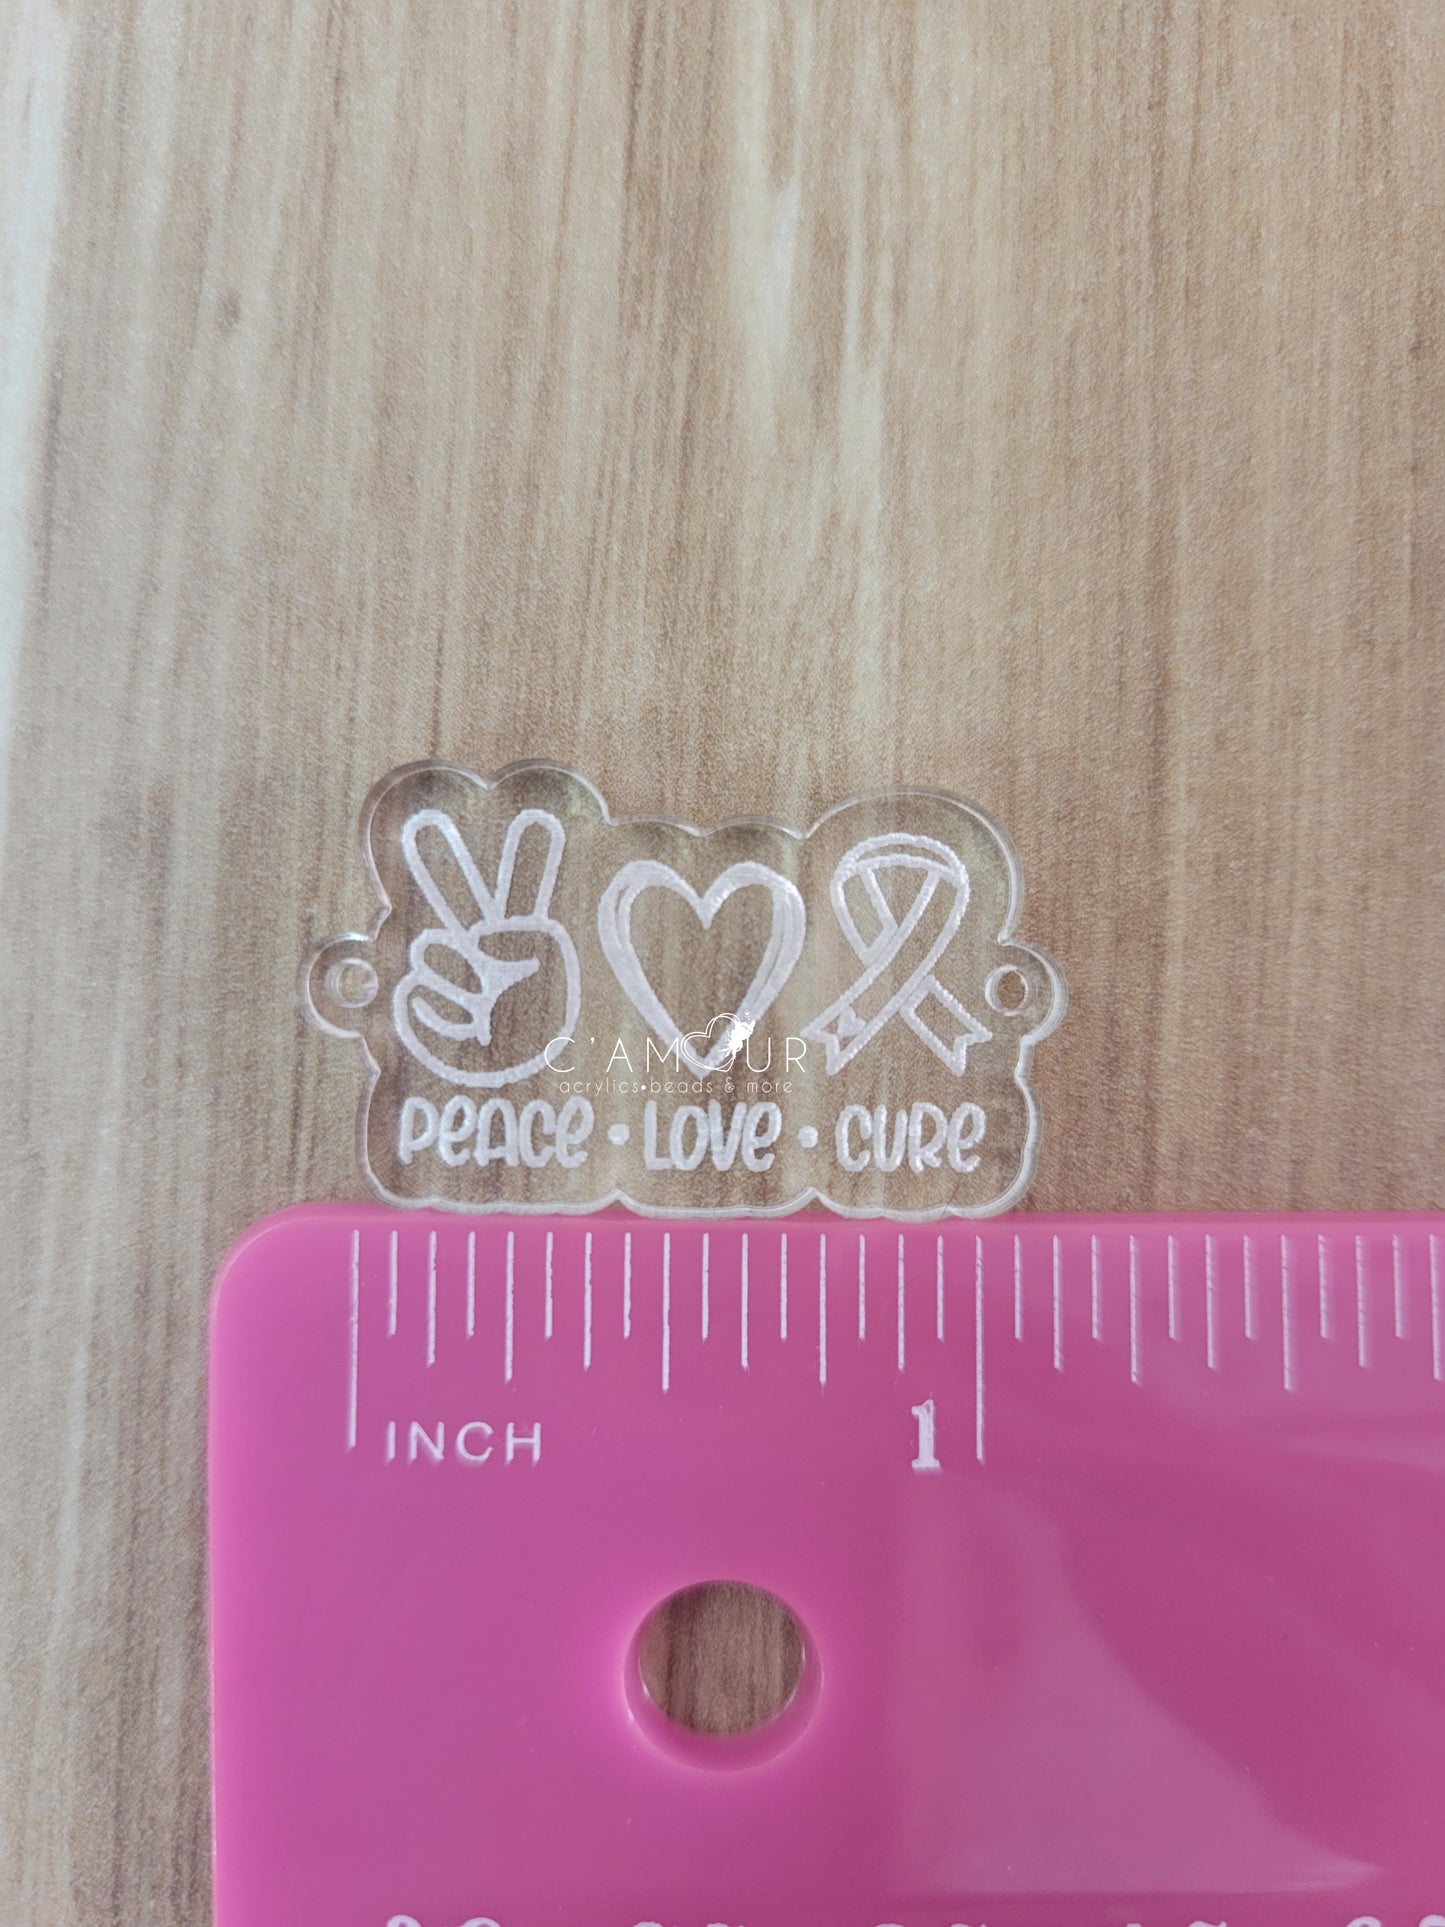 C'AMOUR
acrylics•beads & more
PEACE • LOVE • CURE
INCH
1